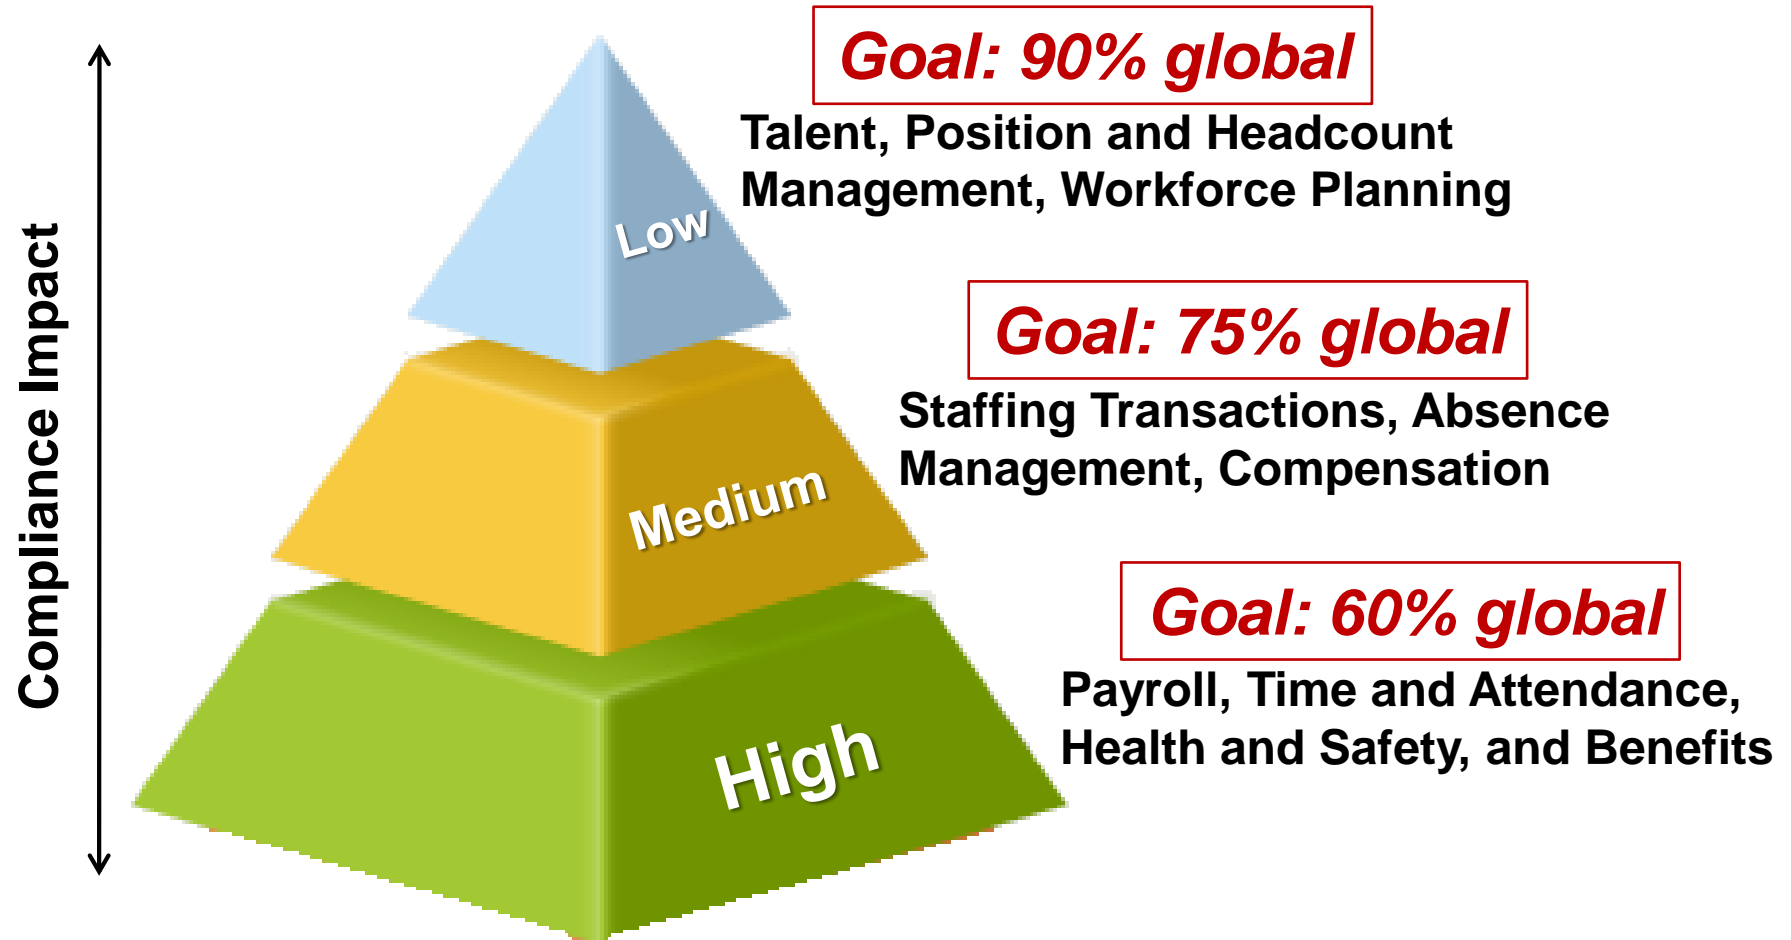 Compliance Impact
Goal: 90% global
Talent, Position and Headcount
Management, Workforce Planning
Low
Goal: 75% global
Staffing Transactions, Absence
Management, Compensation
Medium
Goal: 60% global
Payroll, Time and Attendance,
Health and Safety, and Benefits
High